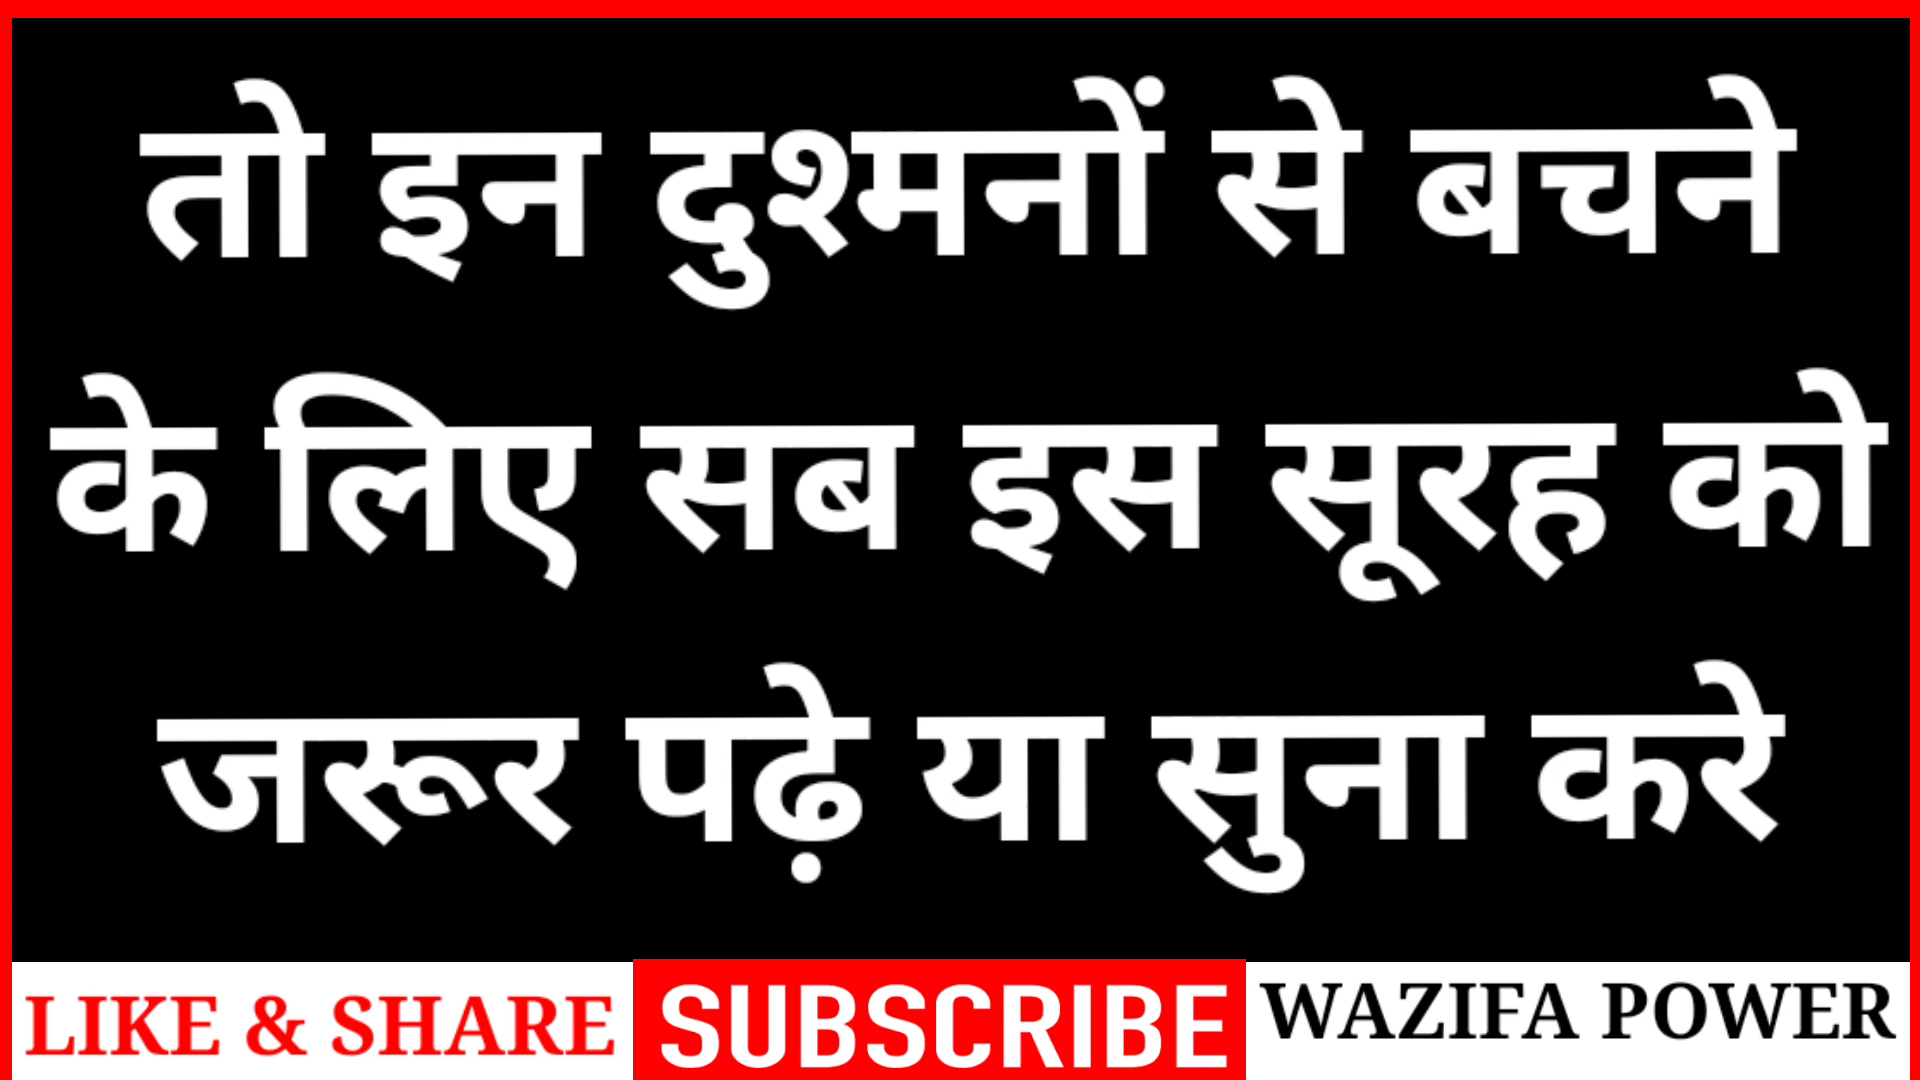 तो इन दुश्मनों से बचने
के लिए सब इस सूरह को
जरूर पढ़े या सुना करे
LIKE & SHARE SUBSCRIBE WAZIFA POWER